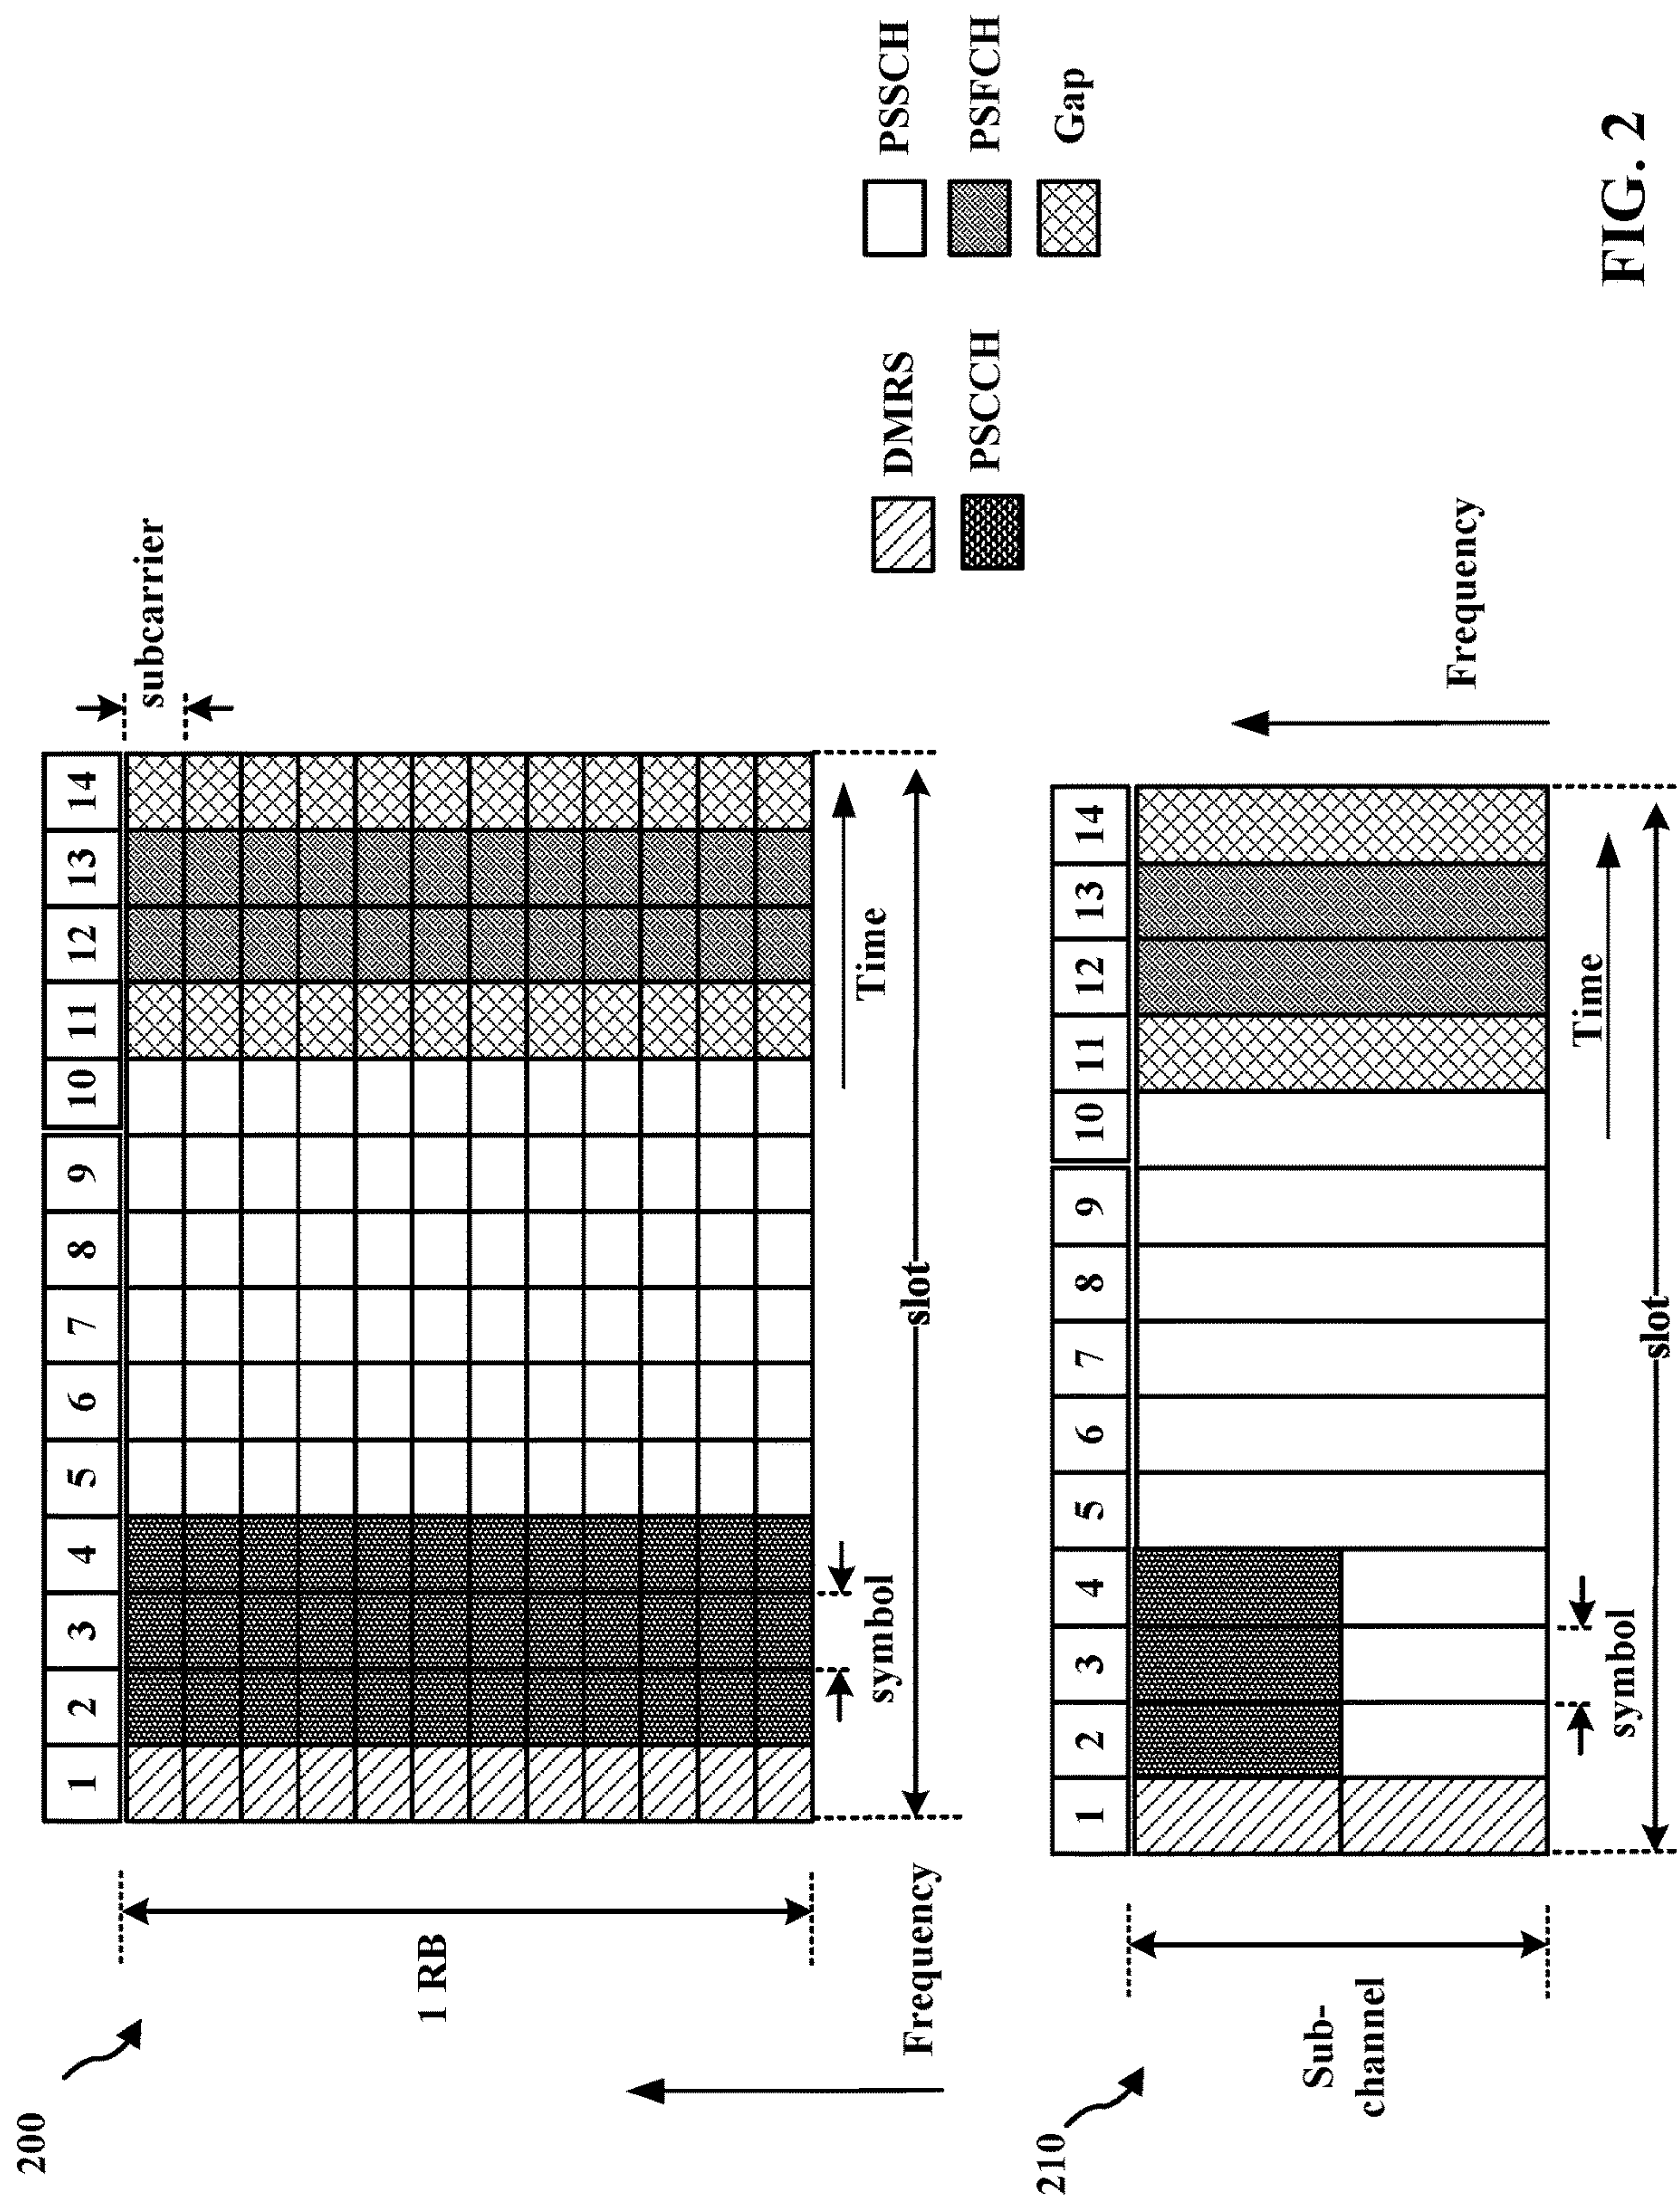 200
1 2 3 4 5 6 7 8 9 10 11 12 13 14
subcarrier
1 RB
symbol
Time
slot
Frequency
DMRS
PSSCH
PSCCH
PSFCH
Gap
210
1 2 3 4 5 6 7 8 9 10 11 12 13 14
Sub-
channel
Frequency
symbol
Time
slot
FIG. 2